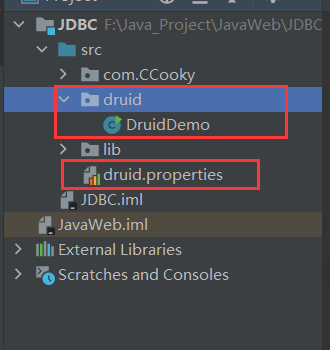 JDBC F:\Java_Project\JavaWeb\JDBC
src
com.CCooky
druid
DruidDemo
lib
druid.properties
JDBC.iml
JavaWeb.iml
External Libraries
Scratches and Consoles